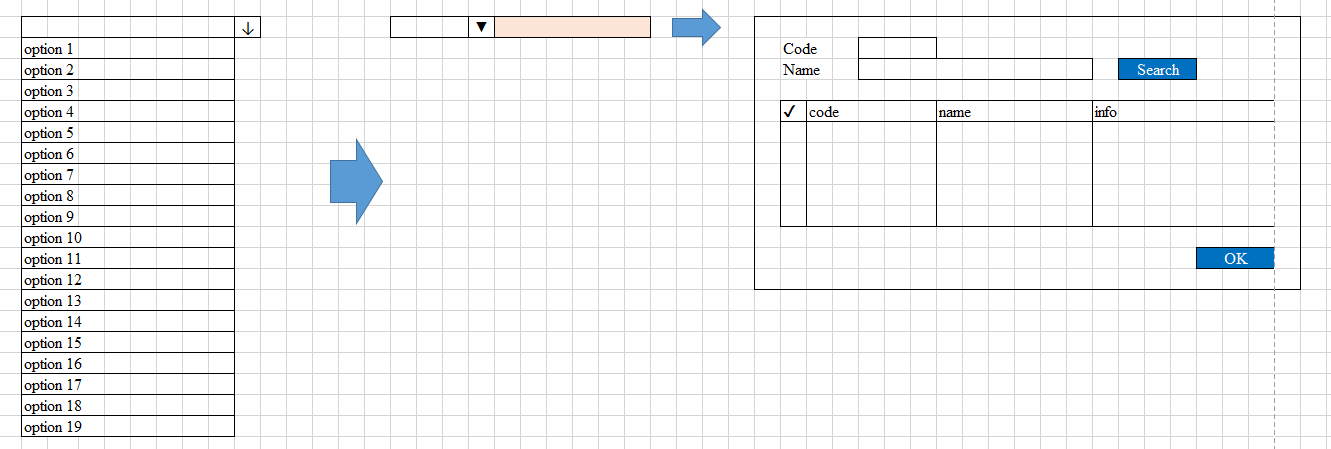 ↓
▼
option 1
option 2
option 3
option 4
option 5
option 6
option 7
option 8
option 9
option 10
option 11
option 12
option 13
option 14
option 15
option 16
option 17
option 18
option 19
Code
Name
Search
✓ code name info
OK